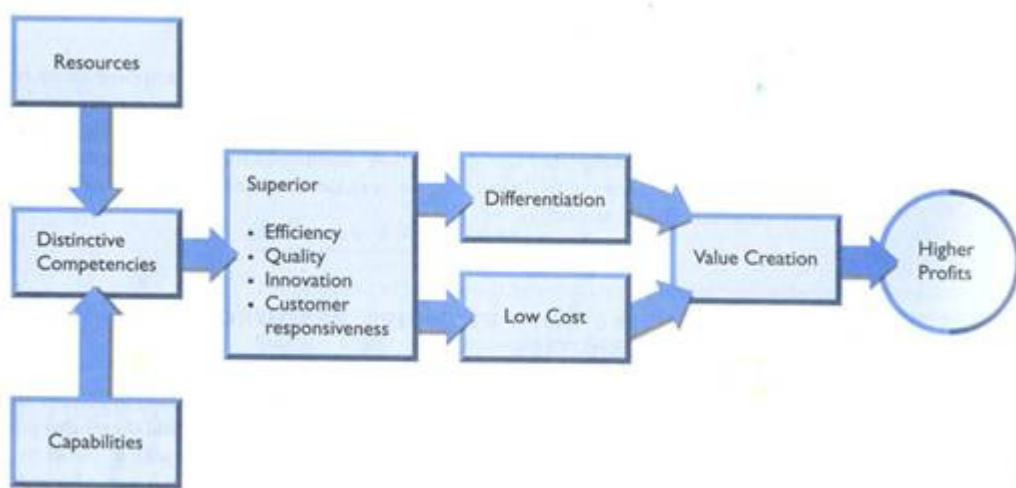 Resources
Distinctive
Competencies
Capabilities
Superior
• Efficiency
• Quality
• Innovation
• Customer
responsiveness
Differentiation
Low Cost
Value Creation
Higher
Profits